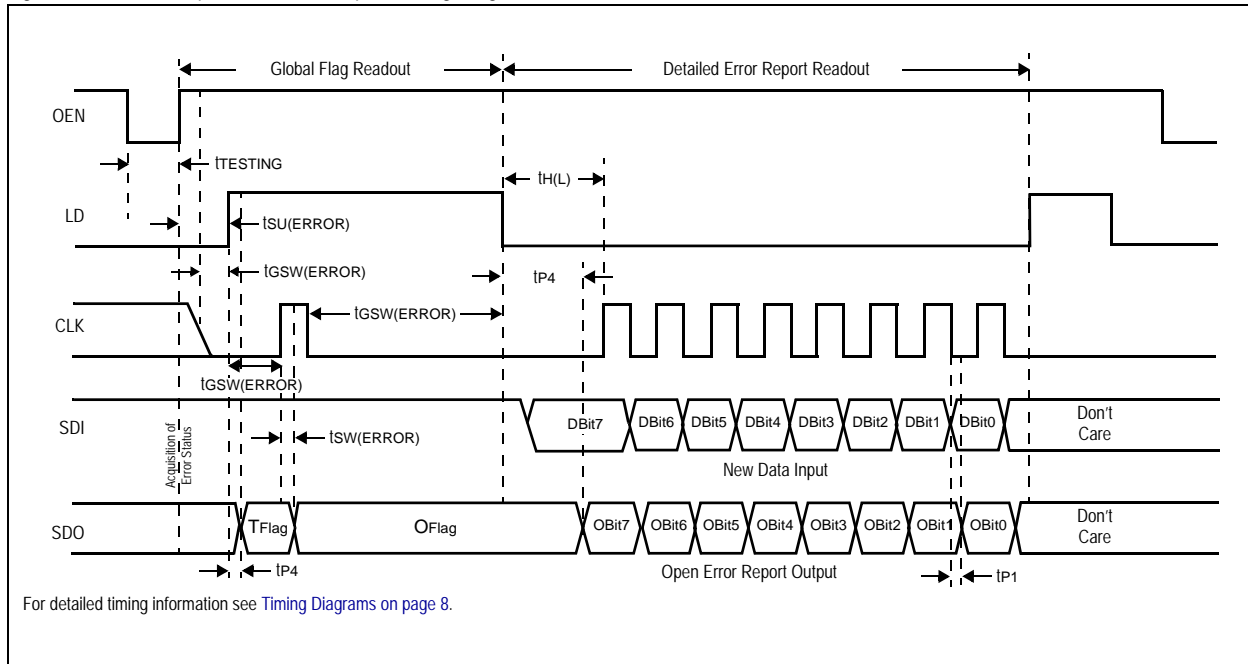 Global Flag Readout
Detailed Error Report Readout
OEN
tTESTING
tH(L)
LD
tSU(ERROR)
tGSW(ERROR)
tP4
CLK
tGSW(ERROR)
tGSW(ERROR)
SDI
DBit7 DBit6 DBit5 DBit4 DBit3 DBit2 DBit1 DBit0
Don't
Care
tSW(ERROR)
Acquisition of
Error Status
New Data Input
SDO
TFlag
OFlag
OBit7 OBit6 OBit5 OBit4 OBit3 OBit2 OBit1 OBit0
Don't
Care
tP4
Open Error Report Output
tP1
For detailed timing information see Timing Diagrams on page 8.